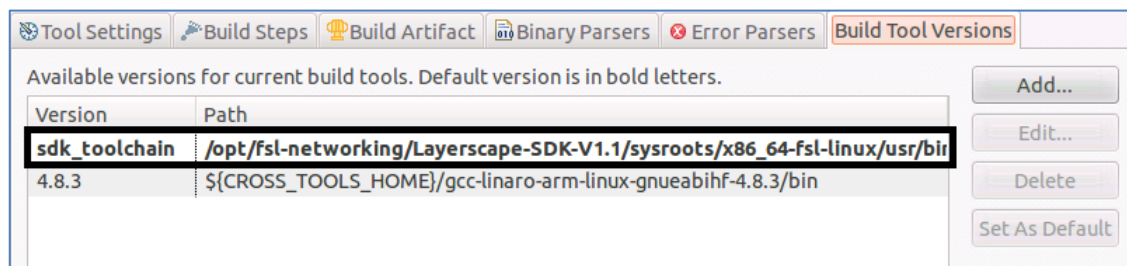 Tool Settings Build Steps Build Artifact Binary Parsers Error Parsers Build Tool Versions
Available versions for current build tools. Default version is in bold letters.
Add...
Version Path
Edit...
sdk_toolchain /opt/fsl-networking/Layerscape-SDK-V1.1/sysroots/x86_64-fsl-linux/usr/bin
4.8.3 ${CROSS_TOOLS_HOME}/gcc-linaro-arm-linux-gnueabihf-4.8.3/bin
Delete
Set As Default